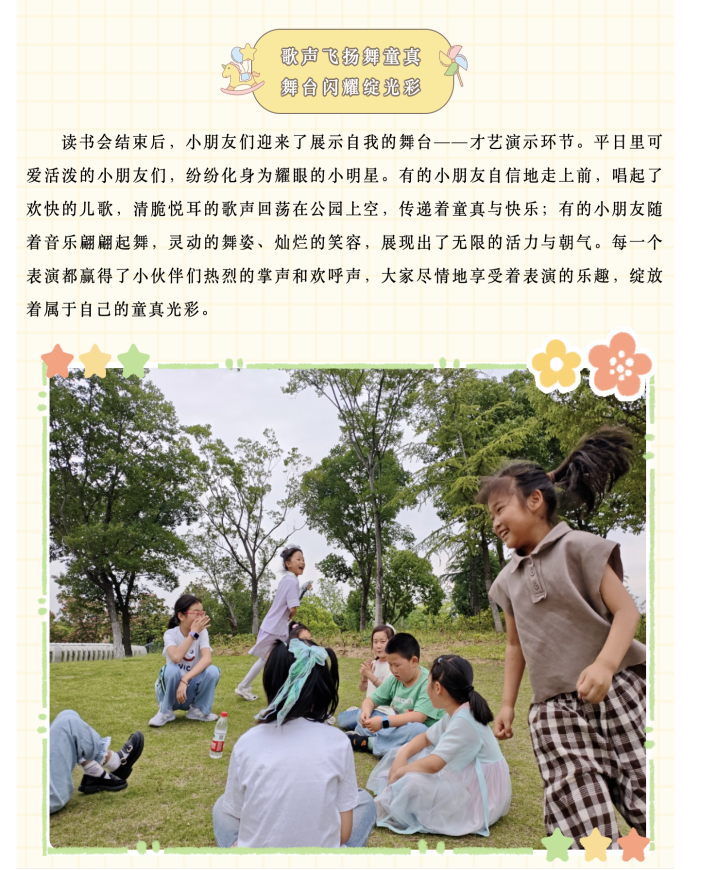 歌声飞扬舞童真
舞台闪耀绽光彩
读书会结束后，小朋友们迎来了展示自我的舞台——才艺演示环节。平日里可
爱活泼的小朋友们，纷纷化身为耀眼的小明星。有的小朋友自信地走上前，唱起了
欢快的儿歌，清脆悦耳的歌声回荡在公园上空，传递着童真与快乐；有的小朋友随
着音乐翩翩起舞，灵动的舞姿、灿烂的笑容，展现出了无限的活力与朝气。每一个
表演都赢得了小伙伴们热烈的掌声和欢呼声，大家尽情地享受着表演的乐趣，绽放
着属于自己的童真光彩。